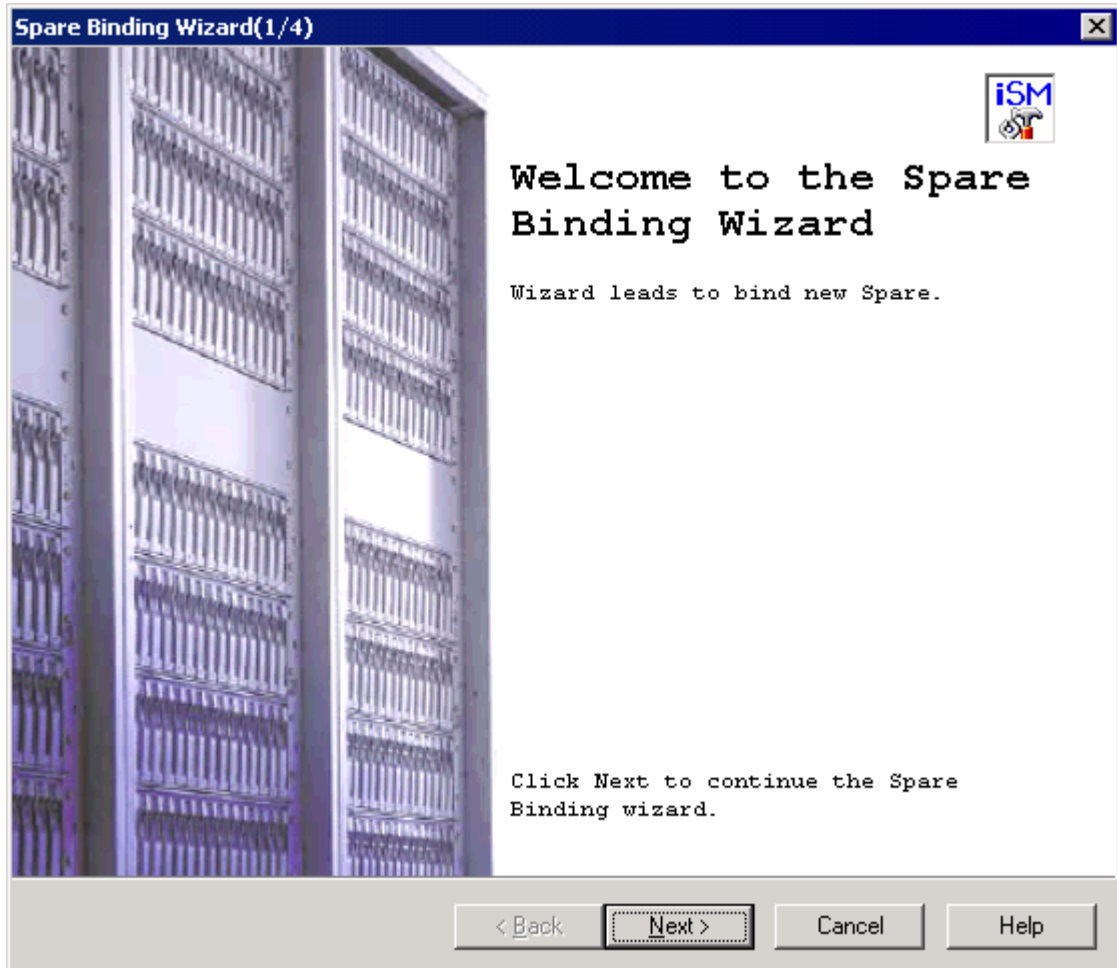 Spare Binding Wizard(1/4)
iSM
Welcome to the Spare
Binding Wizard
Wizard leads to bind new Spare.
Click Next to continue the Spare
Binding wizard.
< Back
Next >
Cancel
Help